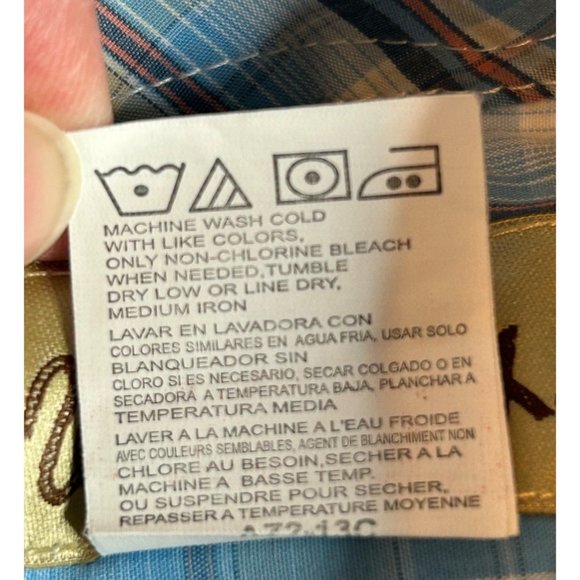 MACHINE WASH COLD
WITH LIKE COLORS,
ONLY NON-CHLORINE BLEACH
WHEN NEEDED,TUMBLE
DRY LOW OR LINE DRY,
MEDIUM IRON
LAVAR EN LAVADORA CON
COLORES SIMILARES EN AGUA FRIA, USAR SOLO
BLANQUEADOR SIN
CLORO SI ES NECESARIO, SECAR COLGADO O EN
SECADORA A TEMPERATURA BAJA, PLANCHAR A
TEMPERATURA MEDIA
LAVER A LA MACHINE A L'EAU FROIDE
AVEC COULEURS SEMBLABLES, AGENT DE BLANCHIMENT NON
CHLORE AU BESOIN,SECHER A LA
MACHINE A BASSE TEMP.
OU SUSPENDRE POUR SECHER,
REPASSER A TEMPERATURE MOYENNE